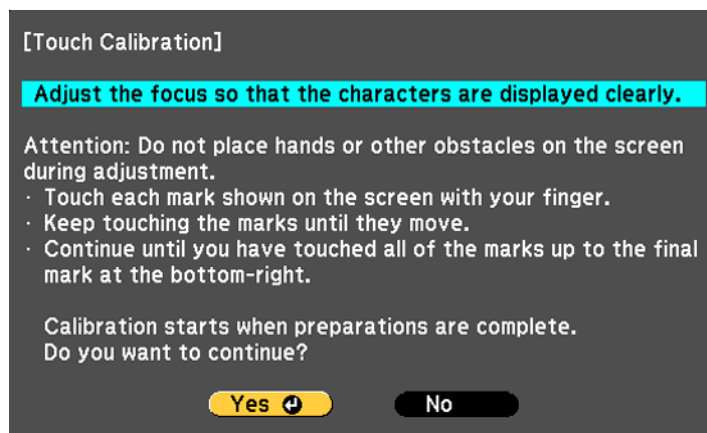 [Touch Calibration]
Adjust the focus so that the characters are displayed clearly.
Attention: Do not place hands or other obstacles on the screen
during adjustment.
· Touch each mark shown on the screen with your finger.
· Keep touching the marks until they move.
· Continue until you have touched all of the marks up to the final
mark at the bottom-right.
Calibration starts when preparations are complete.
Do you want to continue?
Yes No